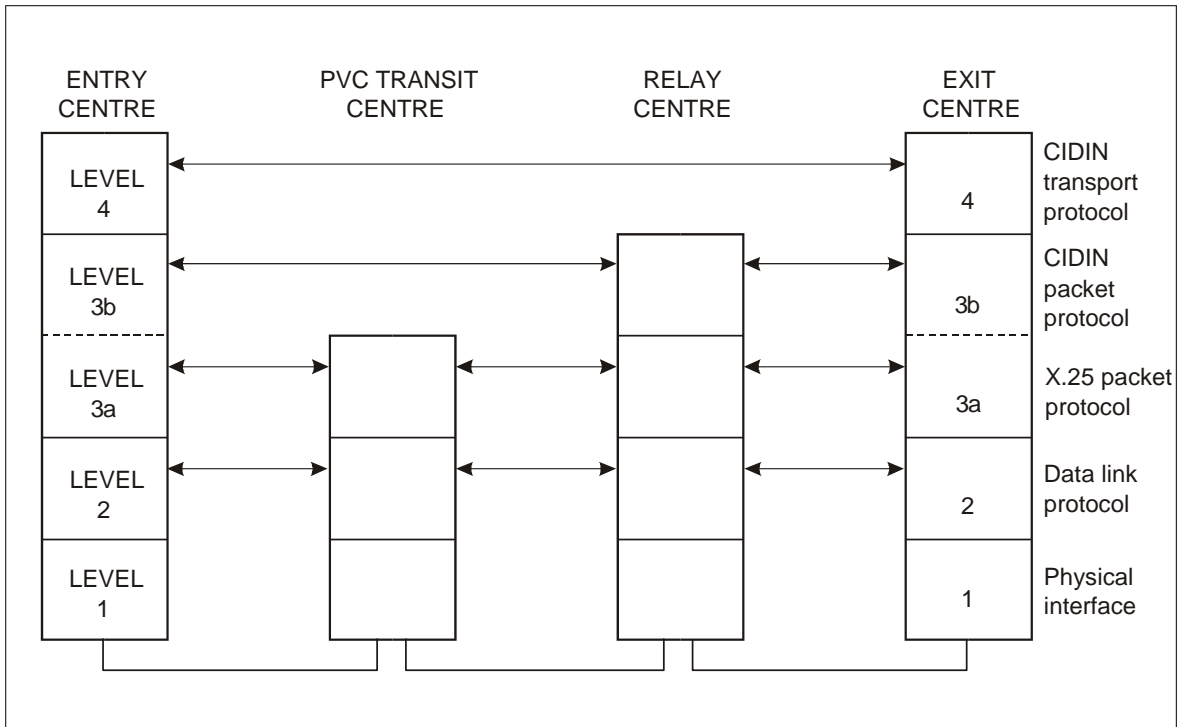 ENTRY
CENTRE
PVC TRANSIT
CENTRE
RELAY
CENTRE
EXIT
CENTRE
LEVEL
4
4
CIDIN
transport
protocol
LEVEL
3b
3b
CIDIN
packet
protocol
LEVEL
3a
3a
X.25 packet
protocol
LEVEL
2
2
Data link
protocol
LEVEL
1
1
Physical
interface